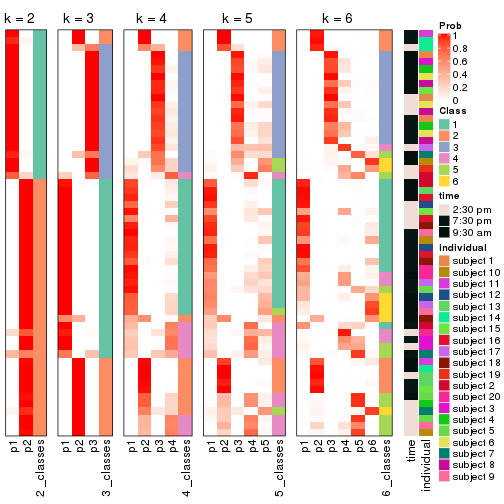 k = 2
k = 3
k = 4
k = 5
k = 6
Prob
1
0.8
0.6
0.4
0.2
0
Class
1
2
3
4
5
6
time
2:30 pm
7:30 pm
9:30 am
individual
subject 1
subject 10
subject 11
subject 12
subject 13
subject 14
subject 15
subject 16
subject 17
subject 18
subject 19
subject 2
subject 20
subject 3
subject 4
subject 5
subject 6
subject 7
subject 8
subject 9
p1
p2
2_classes
p1
p2
p3
3_classes
p1
p2
p3
p4
4_classes
p1
p2
p3
p4
p5
5_classes
p1
p2
p3
p4
p5
p6
6_classes
time
individual